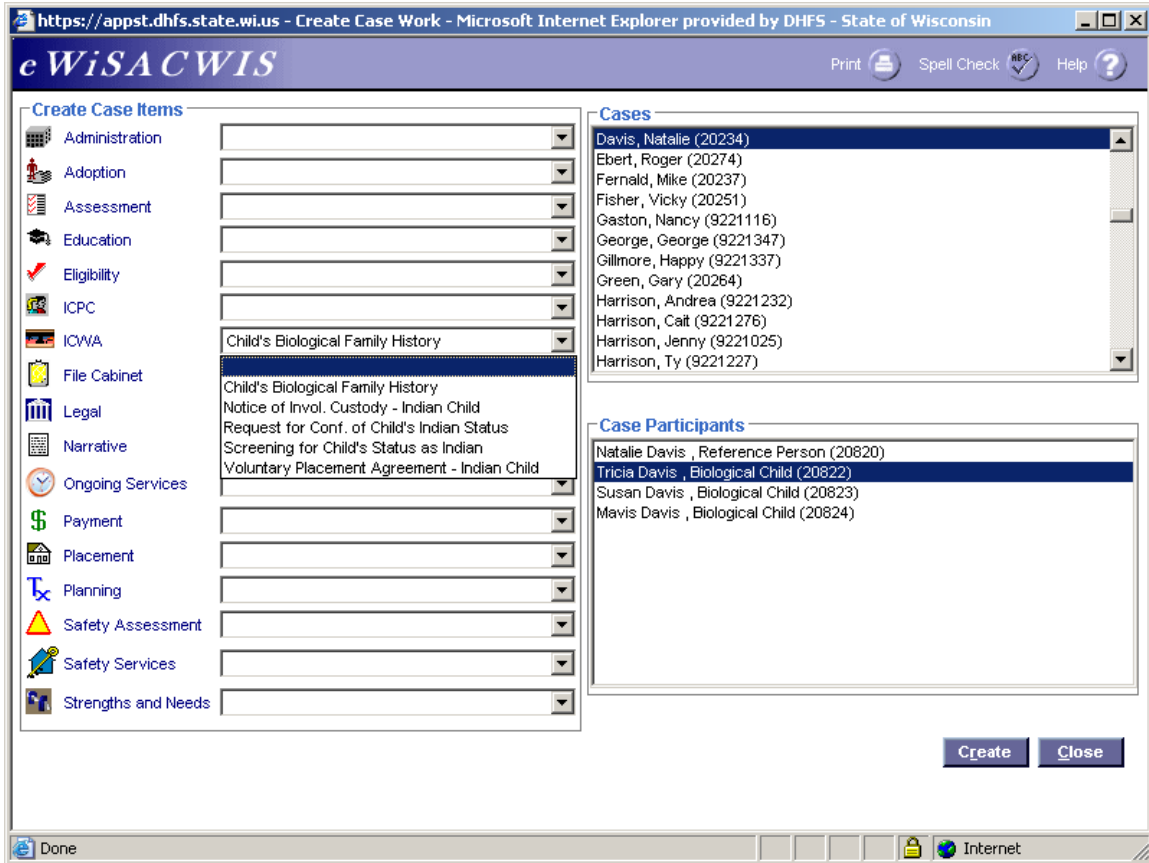 https://appst.dhfs.state.wi.us - Create Case Work - Microsoft Internet Explorer provided by DHFS - State of Wisconsin
e WiSACWIS
Print
Spell Check
ABC
Help
?
Create Case Items
Administration
Adoption
Assessment
Education
Eligibility
ICPC
ICWA
Child's Biological Family History
File Cabinet
Child's Biological Family History
Notice of Invol. Custody - Indian Child
Legal
Request for Conf. of Child's Indian Status
Narrative
Screening for Child's Status as Indian
Voluntary Placement Agreement - Indian Child
Ongoing Services
$ Payment
Placement
Tx Planning
Safety Assessment
Safety Services
Strengths and Needs
Cases
Davis, Natalie (20234)
Ebert, Roger (20274)
Fernald, Mike (20237)
Fisher, Vicky (20251)
Gaston, Nancy (9221116)
George, George (9221347)
Gillmore, Happy (9221337)
Green, Gary (20264)
Harrison, Andrea (9221232)
Harrison, Cait (9221276)
Harrison, Jenny (9221025)
Harrison, Ty (9221227)
Case Participants
Natalie Davis , Reference Person (20820)
Tricia Davis , Biological Child (20822)
Susan Davis , Biological Child (20823)
Mavis Davis , Biological Child (20824)
Create
Close
Done
Internet